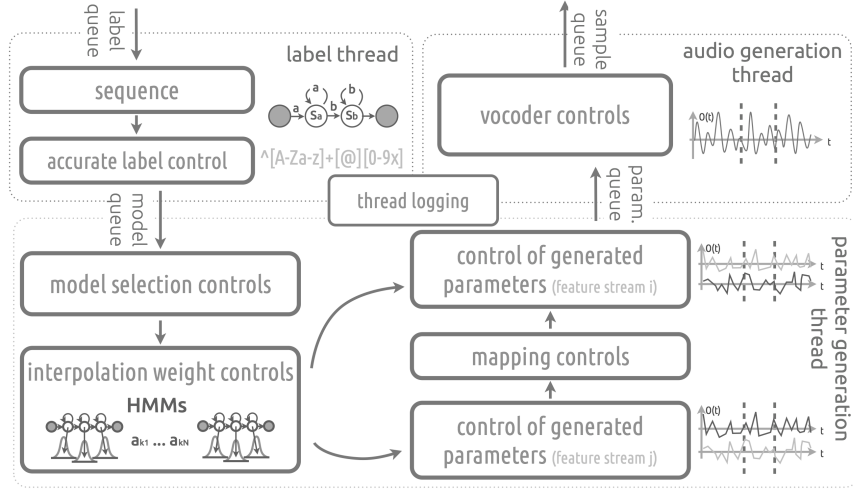 label
queue
label thread
sequence
a
b
a
Sa
b
Sb
accurate label control
^[A-Za-z]+[@][0-9x]
sample
queue
audio generation
thread
vocoder controls
O(t)
t
thread logging
model
queue
param.
queue
model selection controls
control of generated
parameters (feature stream i)
O(t)
t
t
parameter generation
thread
interpolation weight controls
HMMs
ak1 ... akN
mapping controls
control of generated
parameters (feature stream j)
O(t)
t
t